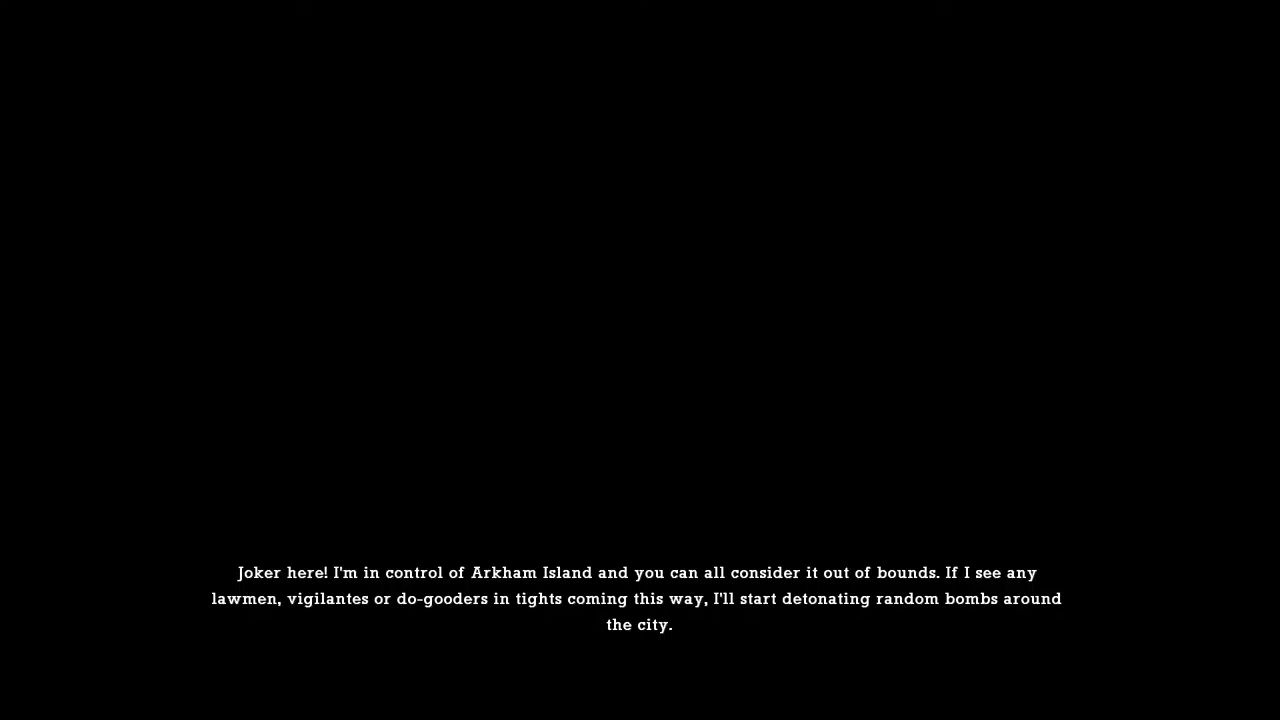 Joker here! I'm in control of Arkham Island and you can all consider it out of bounds. If I see any
lawmen, vigilantes or do-gooders in tights coming this way, I'll start detonating random bombs around
the city.